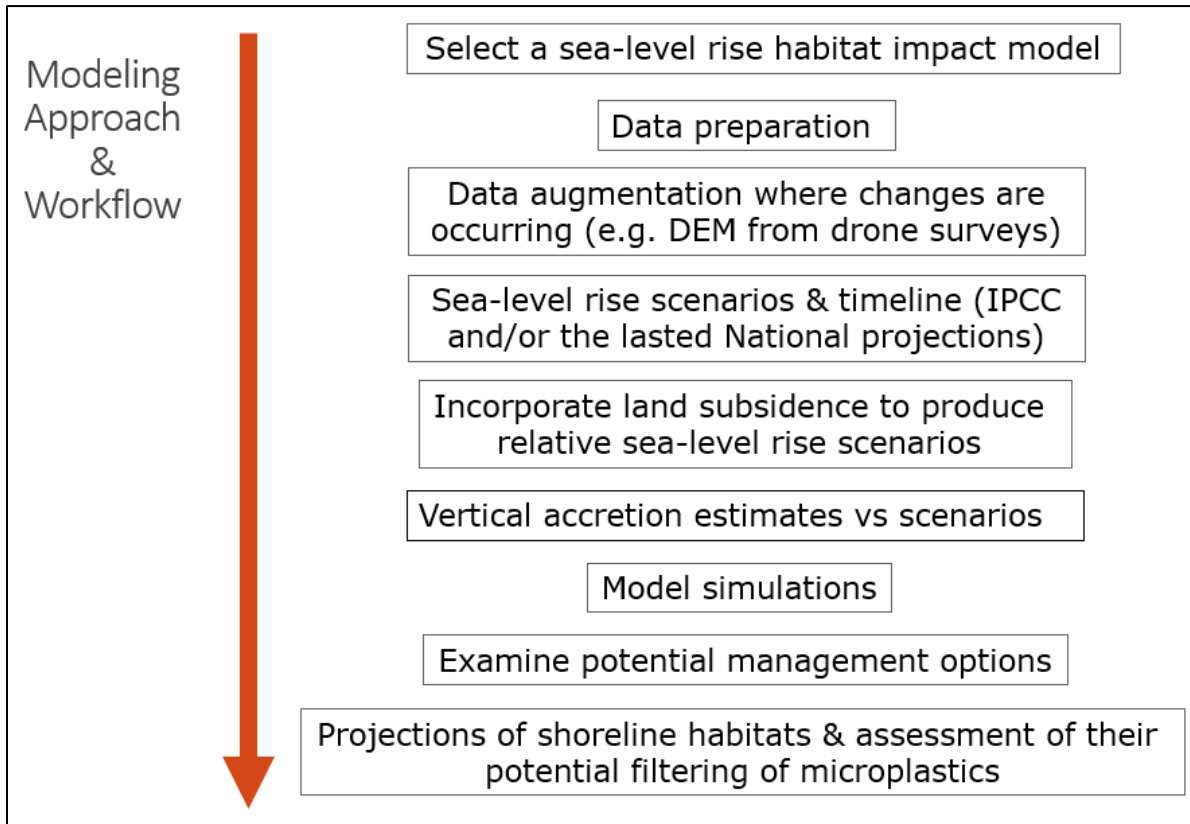 Modeling
Approach
&
Workflow
Select a sea-level rise habitat impact model
Data preparation
Data augmentation where changes are
occurring (e.g. DEM from drone surveys)
Sea-level rise scenarios & timeline (IPCC
and/or the lasted National projections)
Incorporate land subsidence to produce
relative sea-level rise scenarios
Vertical accretion estimates vs scenarios
Model simulations
Examine potential management options
Projections of shoreline habitats & assessment of their
potential filtering of microplastics